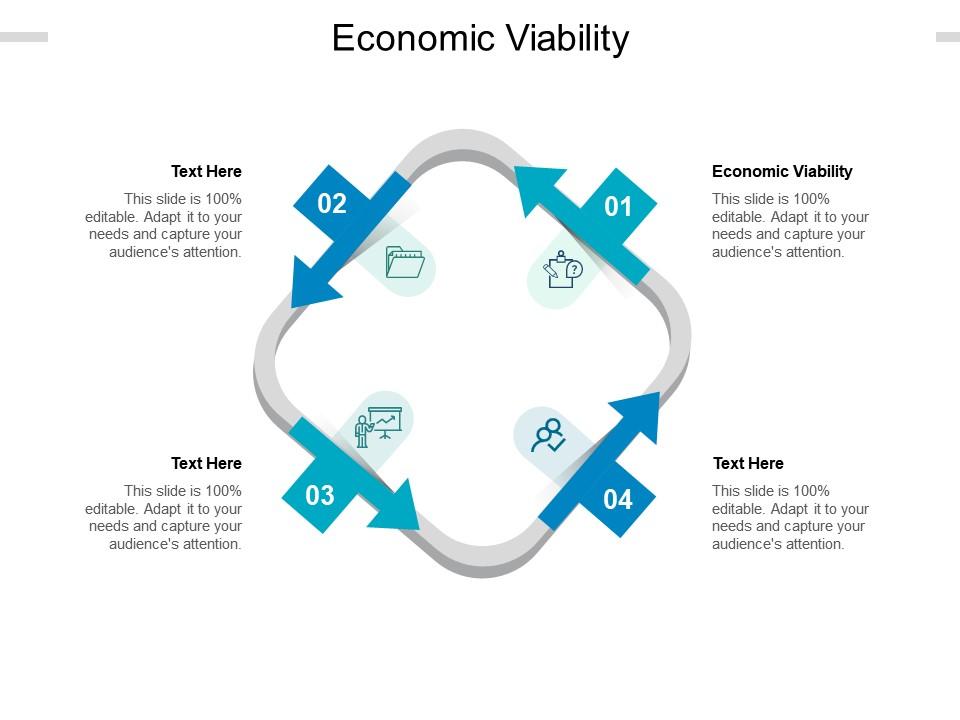 Economic Viability
Text Here
This slide is 100%
editable. Adapt it to your
needs and capture your
audience's attention.
02
01
Economic Viability
This slide is 100%
editable. Adapt it to your
needs and capture your
audience's attention.
?
Text Here
This slide is 100%
editable. Adapt it to your
needs and capture your
audience's attention.
03
04
Text Here
This slide is 100%
editable. Adapt it to your
needs and capture your
audience's attention.